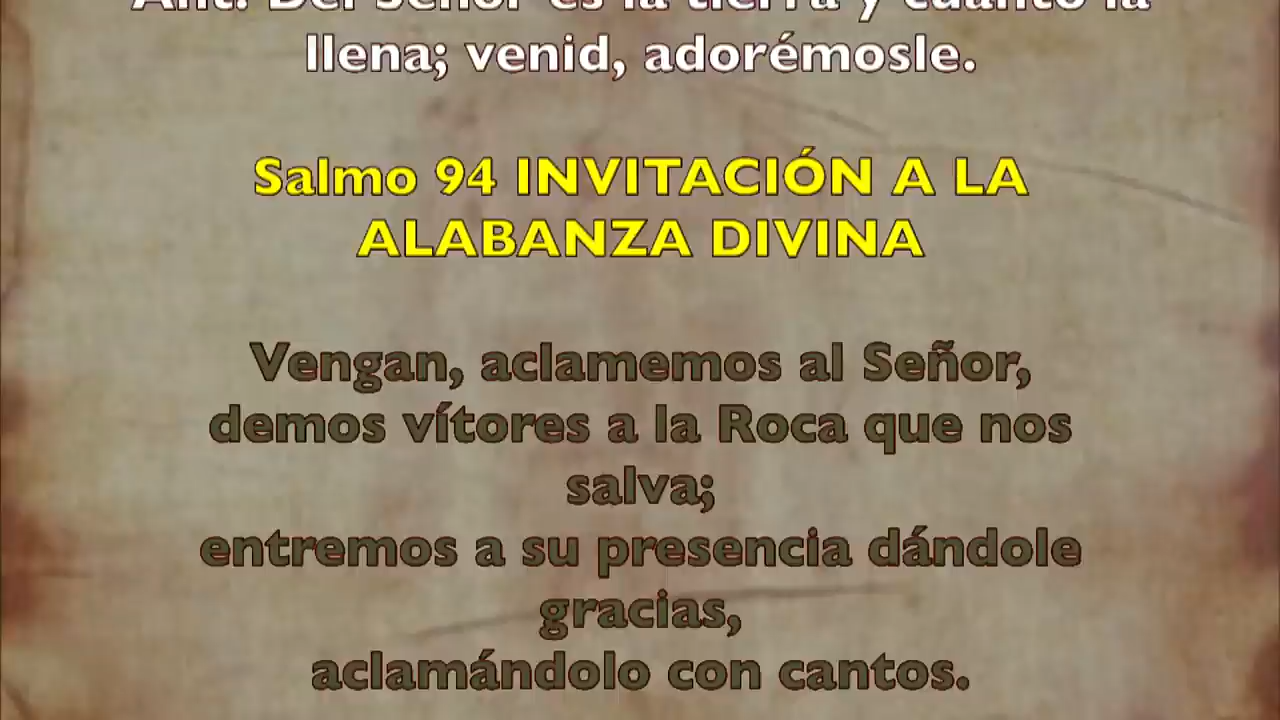 Ant. Del Señor es la tierra y cuanto la
llena; venid, adorémosle.
Salmo 94 INVITACIÓN A LA
ALABANZA DIVINA
Vengan, aclamemos al Señor,
demos vítores a la Roca que nos
salva;
entremos a su presencia dándole
gracias,
aclamándolo con cantos.